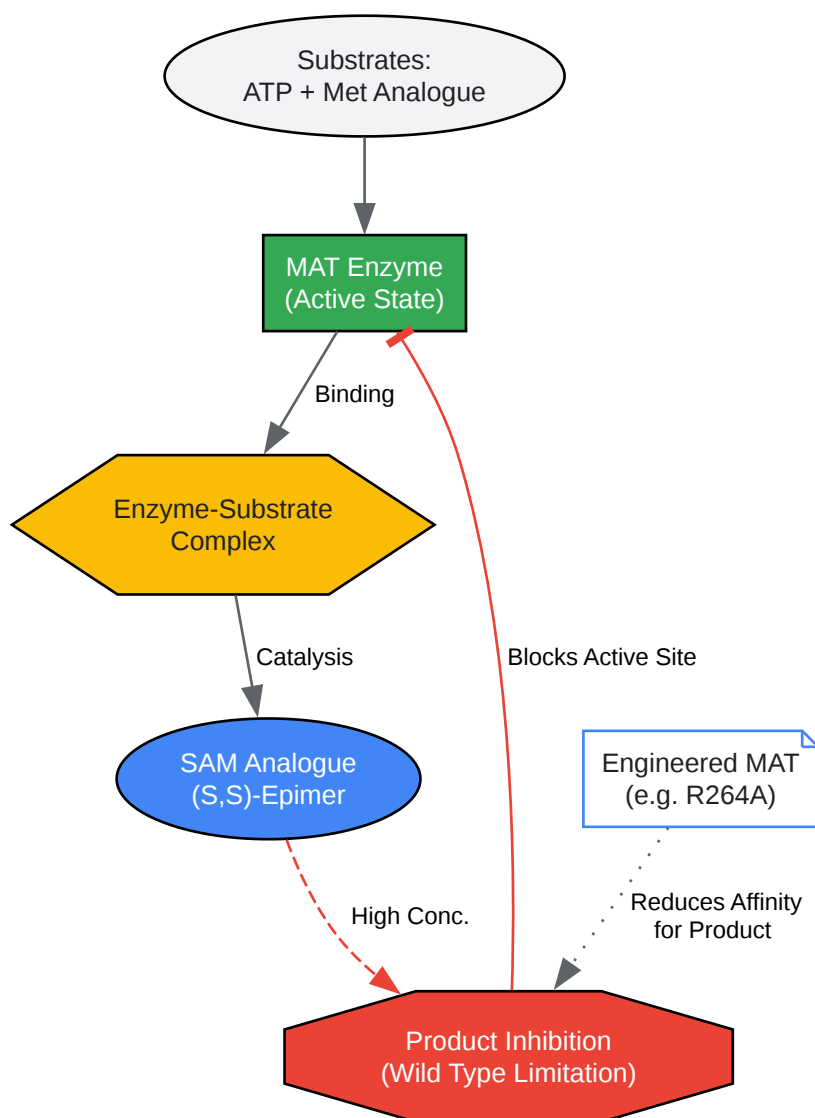 Substrates:
ATP + Met Analogue
MAT Enzyme
(Active State)
Binding
Enzyme-Substrate
Complex
Catalysis
Blocks Active Site
SAM Analogue
(S,S)-Epimer
Engineered MAT
(e.g. R264A)
High Conc.
Reduces Affinity
for Product
Product Inhibition
(Wild Type Limitation)